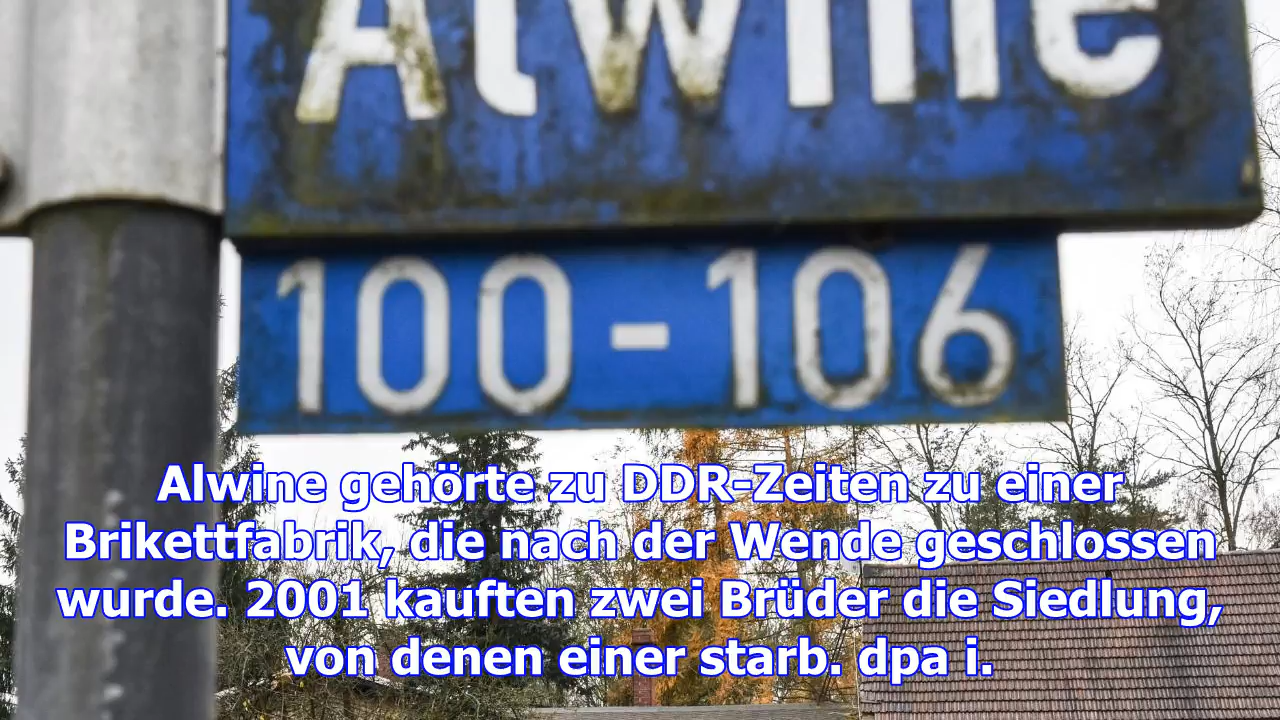 Alwine
100-106
Alwine gehörte zu DDR-Zeiten zu einer
Brikettfabrik, die nach der Wende geschlossen
wurde. 2001 kauften zwei Brüder die Siedlung,
von denen einer starb. dpa i.